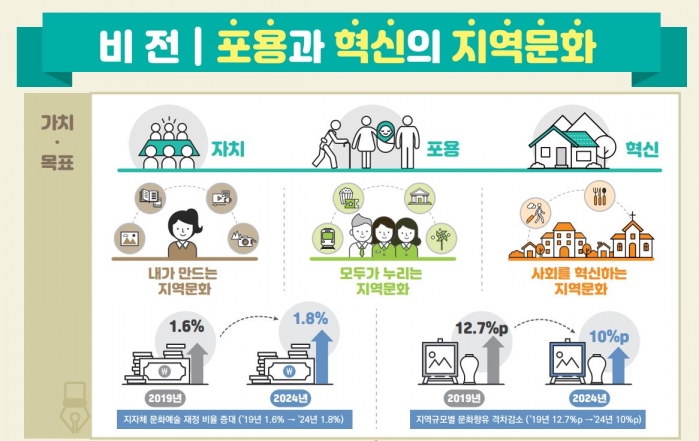 비 전 | 포용과 혁신의 지역문화
가치
·
목표
자치
포용
혁신
내가 만드는
지역문화
모두가 누리는
지역문화
사회를 혁신하는
지역문화
1.6%
1.8%
₩
₩
2019년
2024년
지자체 문화예술 재정 비율 증대 ('19년 1.6% → '24년 1.8%)
12.7%p
10%p
2019년
2024년
지역규모별 문화향유 격차감소 ('19년 12.7%p →'24년 10%p)